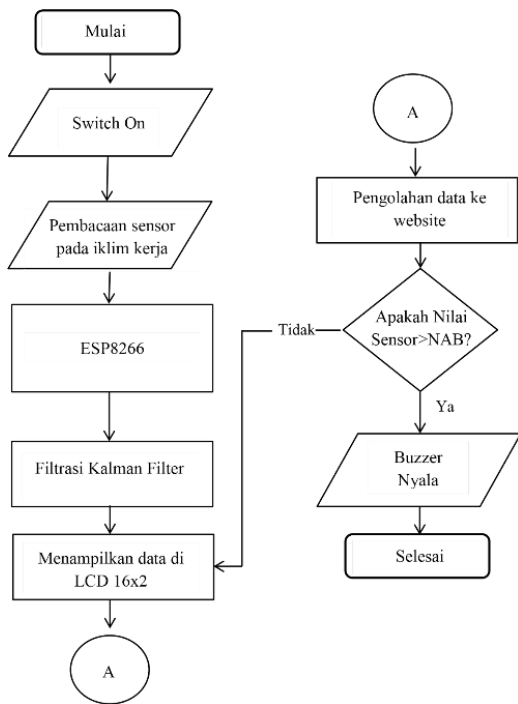 Mulai
Switch On
Pembacaan sensor
pada iklim kerja
ESP8266
Filtrasi Kalman Filter
Menampilkan data di
LCD 16x2
A
A
Pengolahan data ke
website
Apakah Nilai
Sensor>NAB?
Tidak
Ya
Buzzer
Nyala
Selesai